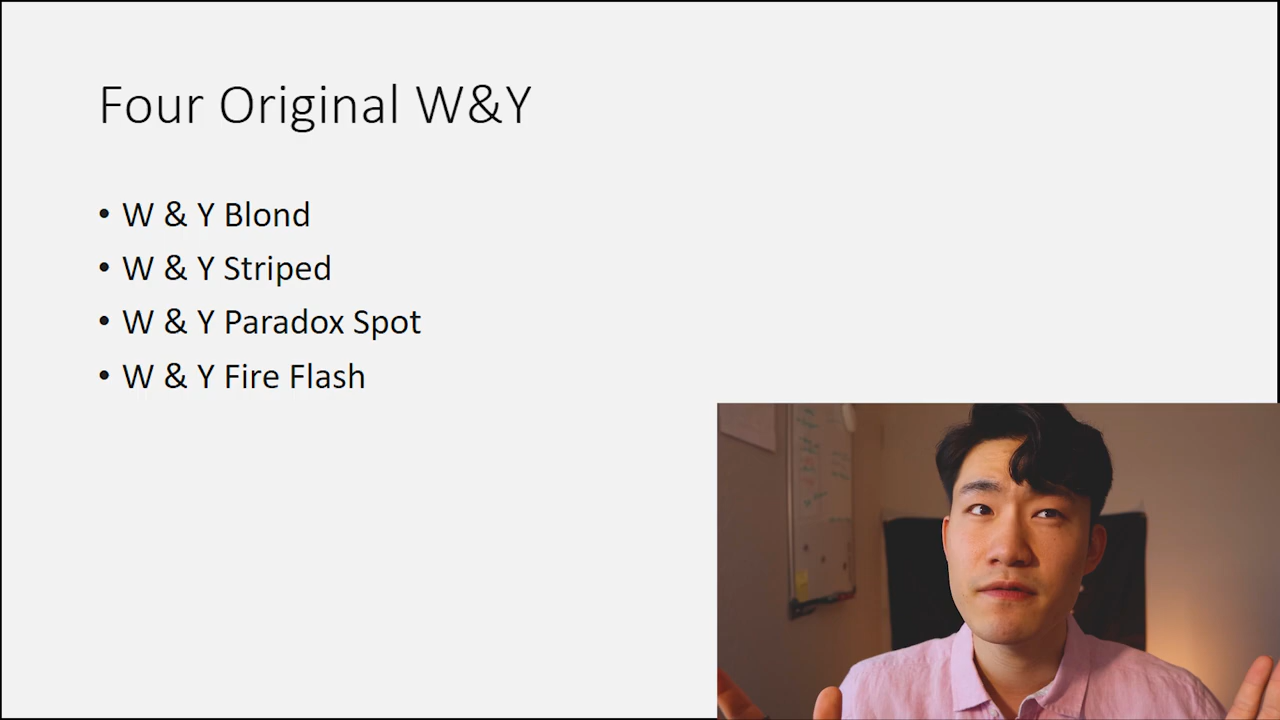 Four Original W&Y
• W & Y Blond
• W & Y Striped
• W & Y Paradox Spot
• W & Y Fire Flash